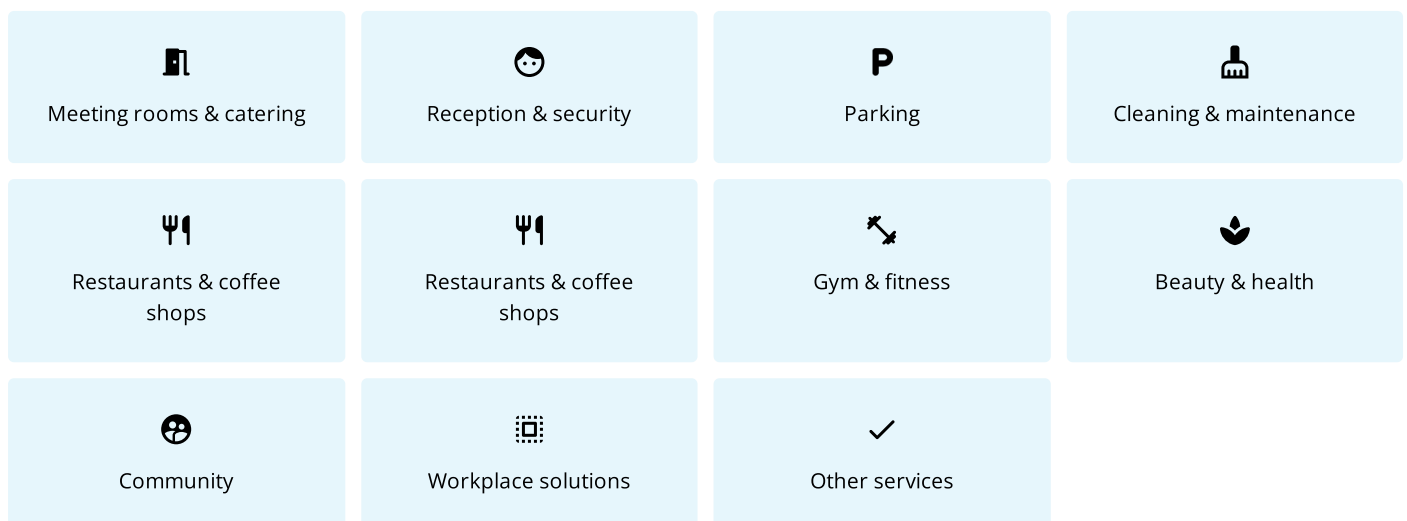 Meeting rooms & catering
Reception & security
Parking
Cleaning & maintenance
Restaurants & coffee
shops
Restaurants & coffee
shops
Gym & fitness
Beauty & health
Community
Workplace solutions
Other services